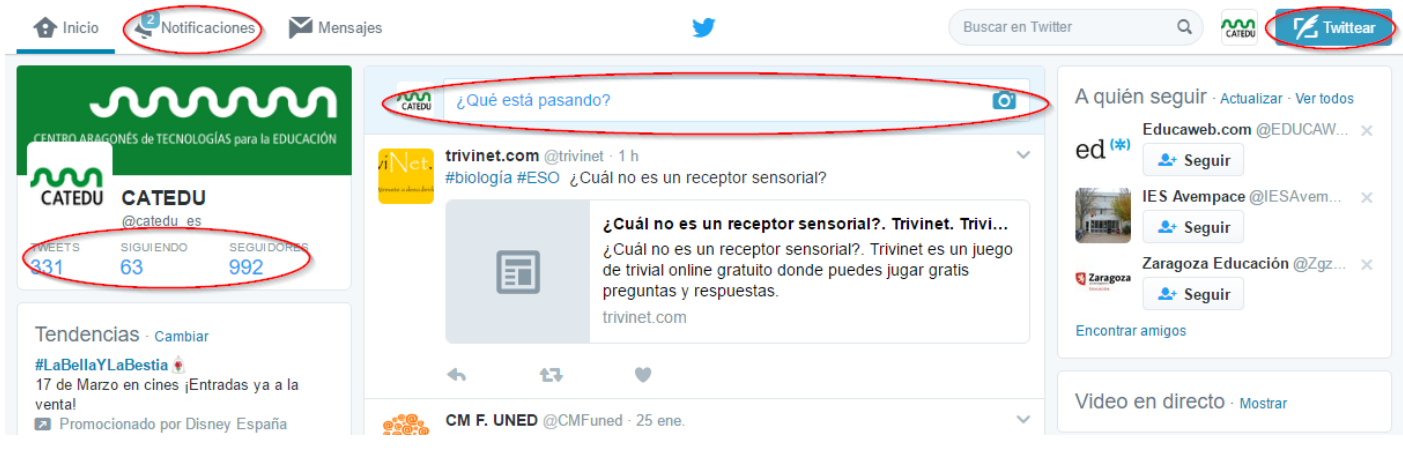 Inicio
2
Notificaciones
Mensajes
Buscar en Twitter
CATEDU
Twittear
CENTRO ARAGONÉS de TECNOLOGÍAS para la EDUCACIÓN
CATEDU
CATEDU
@catedu_es
TWEETS SIGUIENDO SEGUIDORES
331 63 992
Tendencias · Cambiar
#LaBellaYLaBestia
17 de Marzo en cines ¡Entradas ya a la
venta!
Promocionado por Disney España
CATEDU
¿Qué está pasando?
viNet.
trivinet.com @trivinet · 1 h
#biología #ESO ¿Cuál no es un receptor sensorial?
¿Cuál no es un receptor sensorial?. Trivinet. Trivi...
¿Cuál no es un receptor sensorial?. Trivinet es un juego
de trivial online gratuito donde puedes jugar gratis
preguntas y respuestas.
trivinet.com
CM F. UNED @CMFuned · 25 ene.
A quién seguir · Actualizar · Ver todos
ed(*)
Educaweb.com @EDUCAW...
Seguir
IES Avempace @IESAvem...
Seguir
Zaragoza
Zaragoza Educación @Zgz...
Seguir
Encontrar amigos
Video en directo · Mostrar